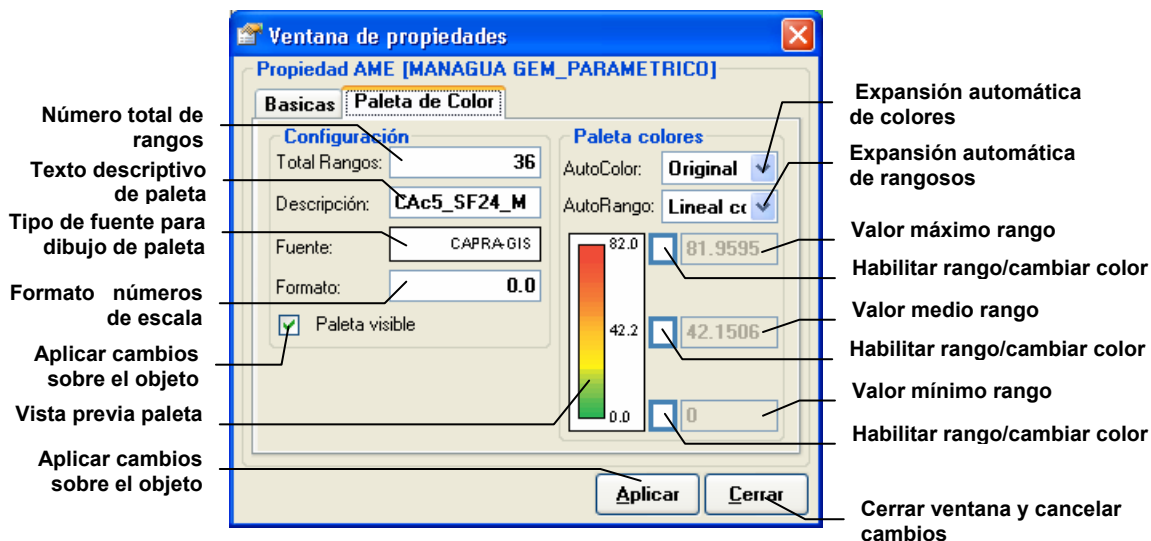 Ventana de propiedades
Propiedad AME [MANAGUA GEM_PARAMETRICO]
Basicas
Paleta de Color
Configuración
Total Rangos:
36
Descripción:
CAc5_SF24_M
Fuente:
CAPRA-GIS
Formato:
0.0
Paleta visible
Paleta colores
AutoColor:
Original
AutoRango:
Lineal cc
82.0
81.9595
42.2
42.1506
0.0
0
Aplicar
Cerrar
Número total de
rangos
Texto descriptivo
de paleta
Tipo de fuente para
dibujo de paleta
Formato números
de escala
Aplicar cambios
sobre el objeto
Vista previa paleta
Aplicar cambios
sobre el objeto
Expansión automática
de colores
Expansión automática
de rangosos
Valor máximo rango
Habilitar rango/cambiar color
Valor medio rango
Habilitar rango/cambiar color
Valor mínimo rango
Habilitar rango/cambiar color
Cerrar ventana y cancelar
cambios